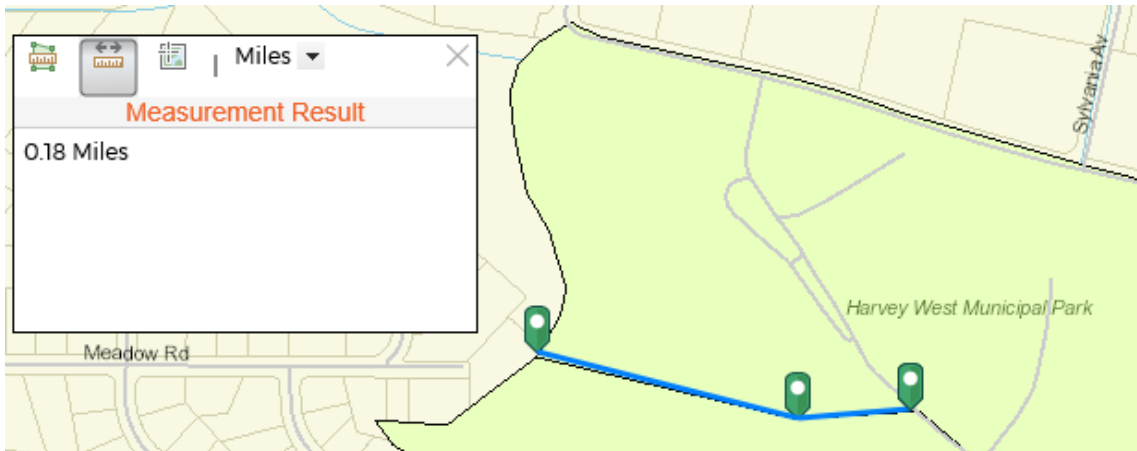 Miles
Measurement Result
0.18 Miles
Sylvania Av
Harvey West Municipal Park
Meadow Rd